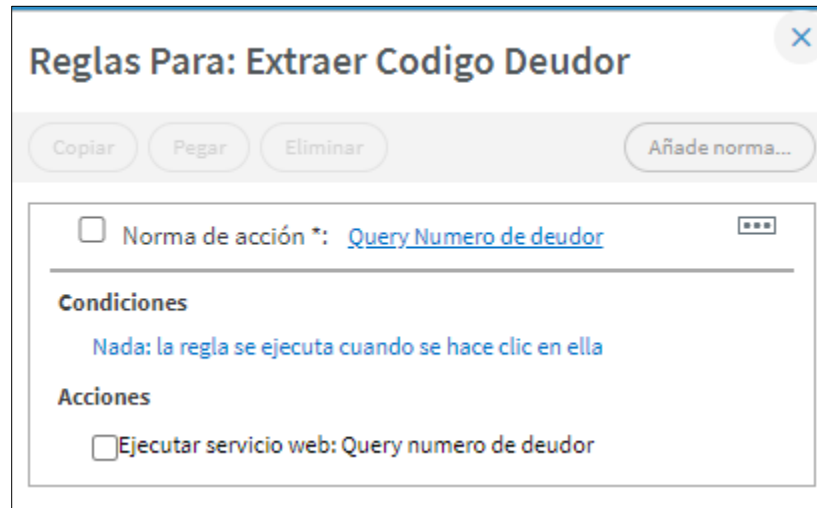 Reglas Para: Extraer Codigo Deudor
Copiar Pegar Eliminar Añade norma...
Norma de acción *: Query Numero de deudor
Condiciones
Nada: la regla se ejecuta cuando se hace clic en ella
Acciones
Ejecutar servicio web: Query numero de deudor